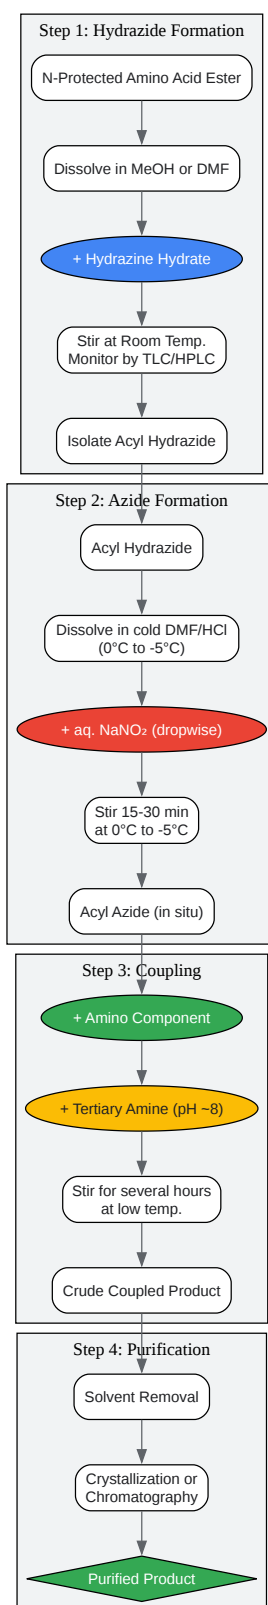 Step 1: Hydrazide Formation
N-Protected Amino Acid Ester
Dissolve in MeOH or DMF
+ Hydrazine Hydrate
Stir at Room Temp.
Monitor by TLC/HPLC
Isolate Acyl Hydrazide
Step 2: Azide Formation
Acyl Hydrazide
Dissolve in cold DMF/HCl
(0°C to -5°C)
+ aq. NaNO₂ (dropwise)
Stir 15-30 min
at 0°C to -5°C
Acyl Azide (in situ)
Step 3: Coupling
+ Amino Component
+ Tertiary Amine (pH ~8)
Stir for several hours
at low temp.
Crude Coupled Product
Step 4: Purification
Solvent Removal
Crystallization or
Chromatography
Purified Product